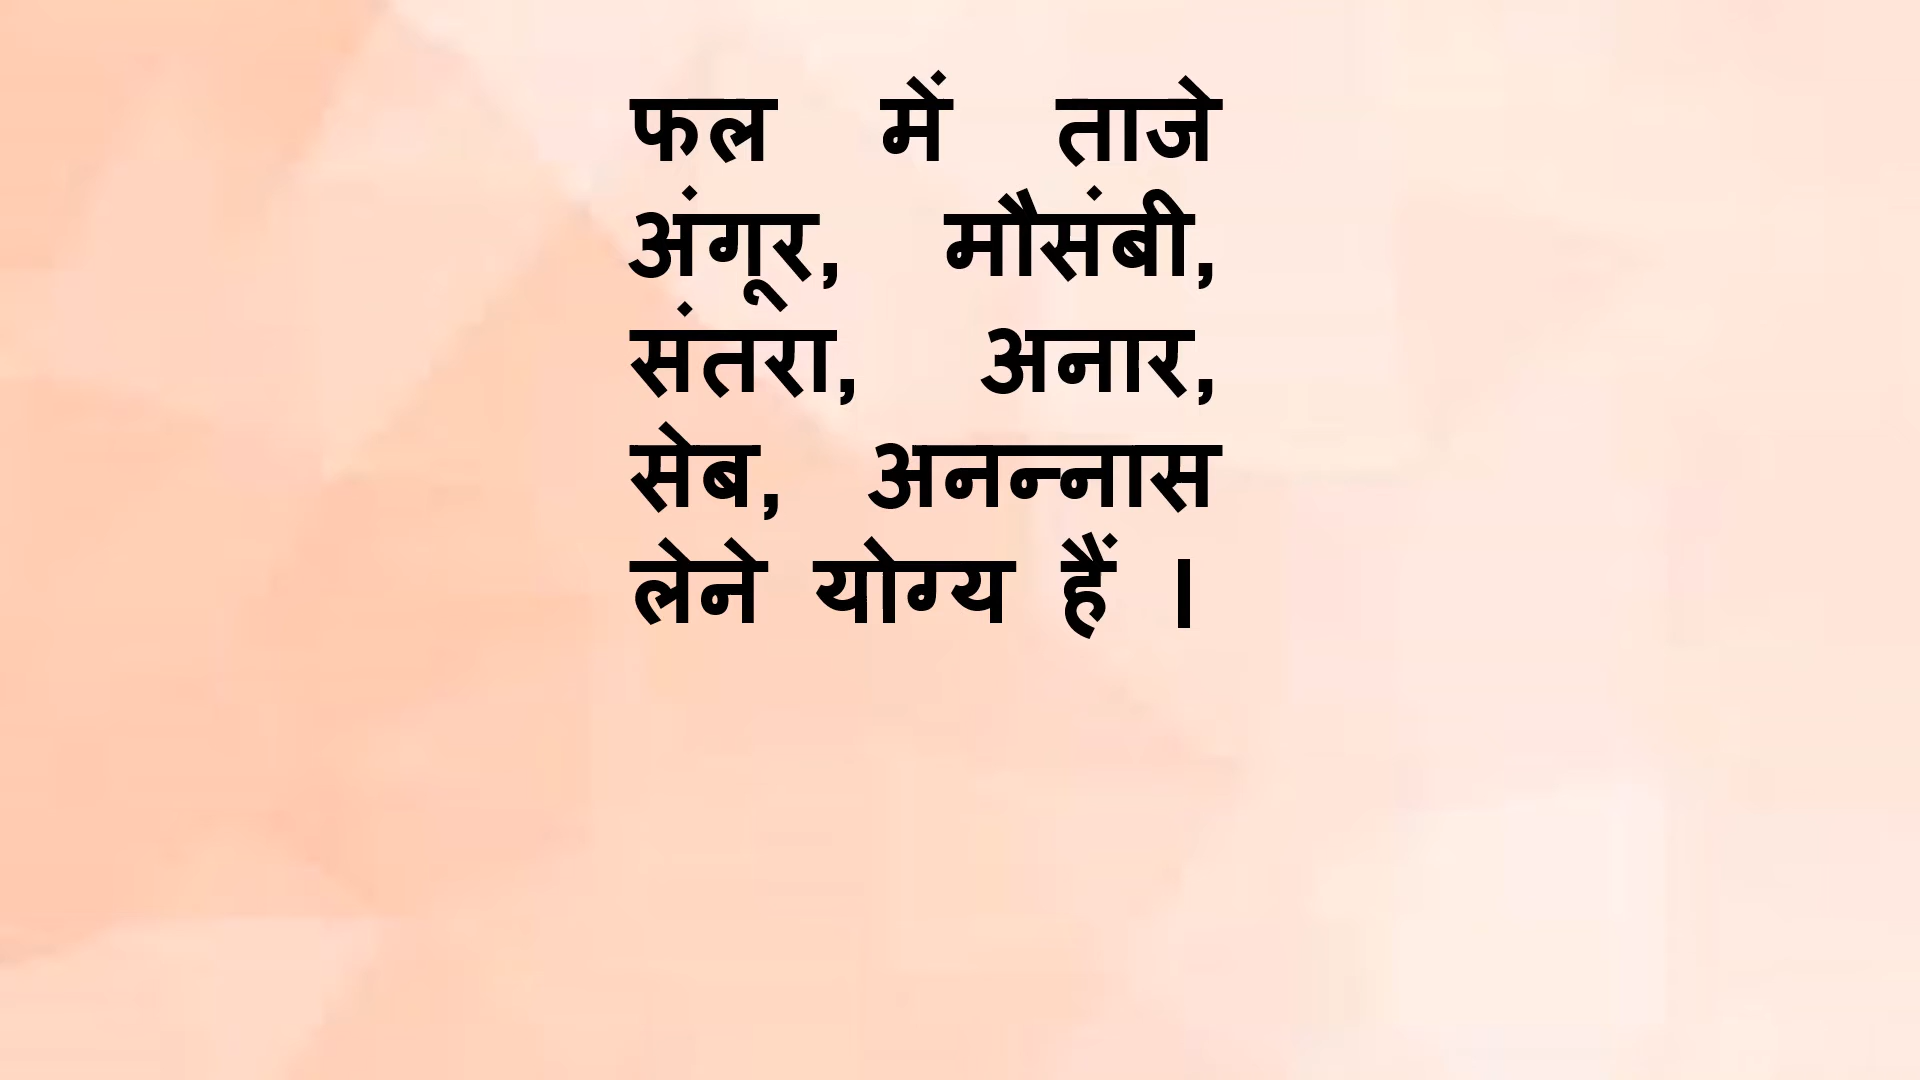 फल में ताजे
अंगूर, मौसंबी,
संतरा, अनार,
सेब, अनन्नास
लेने योग्य हैं ।